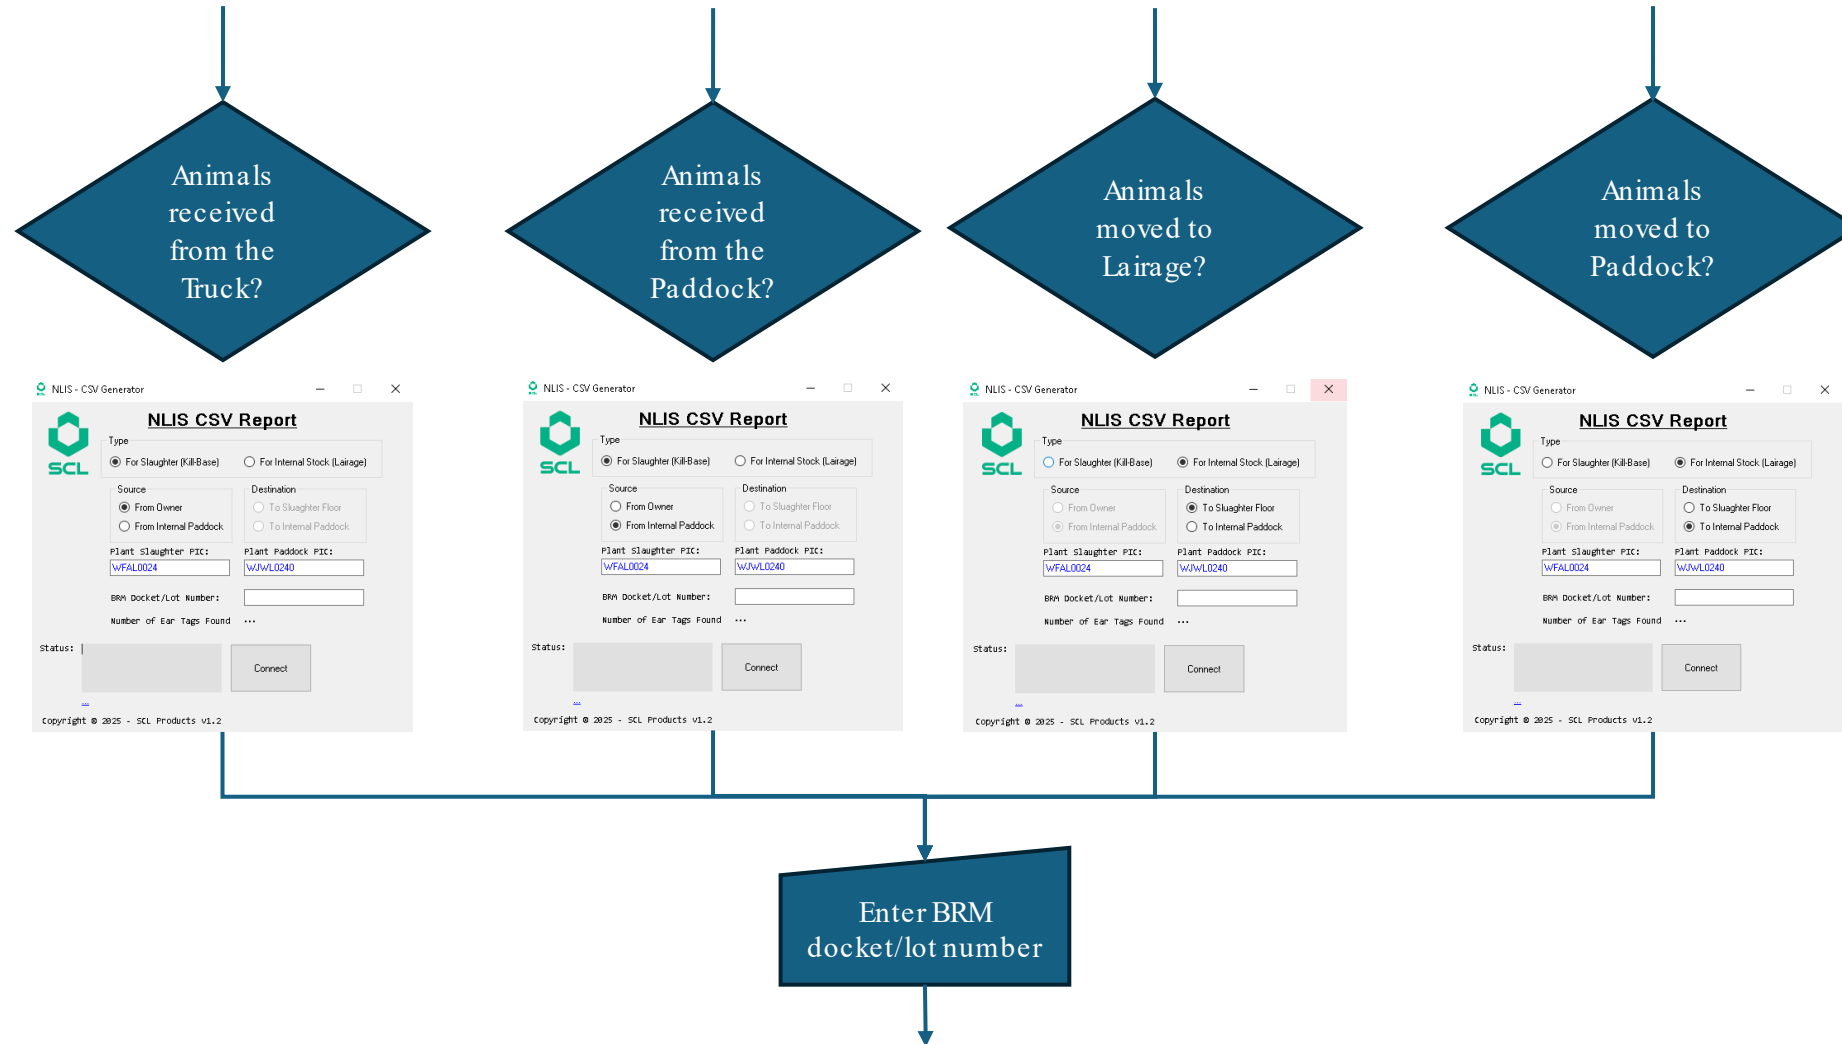 Animals
received
from the
Truck?
Animals
received
from the
Paddock?
Animals
moved to
Lairage?
Animals
moved to
Paddock?
NLIS - CSV Generator
NLIS CSV Report
SCL
Type
For Slaughter (Kill-Base) For Internal Stock (Lairage)
Source Destination
From Owner To Sluaghter Floor
From Internal Paddock To Internal Paddock
Plant Slaughter PIC: Plant Paddock PIC:
WFAL0024 WJWL0240
BRM Docket/Lot Number:
Number of Ear Tags Found ...
Status:
Connect
...
Copyright © 2025 - SCL Products v1.2
NLIS - CSV Generator
NLIS CSV Report
SCL
Type
For Slaughter (Kill-Base) For Internal Stock (Lairage)
Source Destination
From Owner To Sluaghter Floor
From Internal Paddock To Internal Paddock
Plant Slaughter PIC: Plant Paddock PIC:
WFAL0024 WJWL0240
BRM Docket/Lot Number:
Number of Ear Tags Found ...
Status:
Connect
...
Copyright © 2025 - SCL Products v1.2
NLIS - CSV Generator
NLIS CSV Report
SCL
Type
For Slaughter (Kill-Base) For Internal Stock (Lairage)
Source Destination
From Owner To Sluaghter Floor
From Internal Paddock To Internal Paddock
Plant Slaughter PIC: Plant Paddock PIC:
WFAL0024 WJWL0240
BRM Docket/Lot Number:
Number of Ear Tags Found ...
Status:
Connect
...
Copyright © 2025 - SCL Products v1.2
NLIS - CSV Generator
NLIS CSV Report
SCL
Type
For Slaughter (Kill-Base) For Internal Stock (Lairage)
Source Destination
From Owner To Sluaghter Floor
From Internal Paddock To Internal Paddock
Plant Slaughter PIC: Plant Paddock PIC:
WFAL0024 WJWL0240
BRM Docket/Lot Number:
Number of Ear Tags Found ...
Status:
Connect
...
Copyright © 2025 - SCL Products v1.2
Enter BRM
docket/lot number